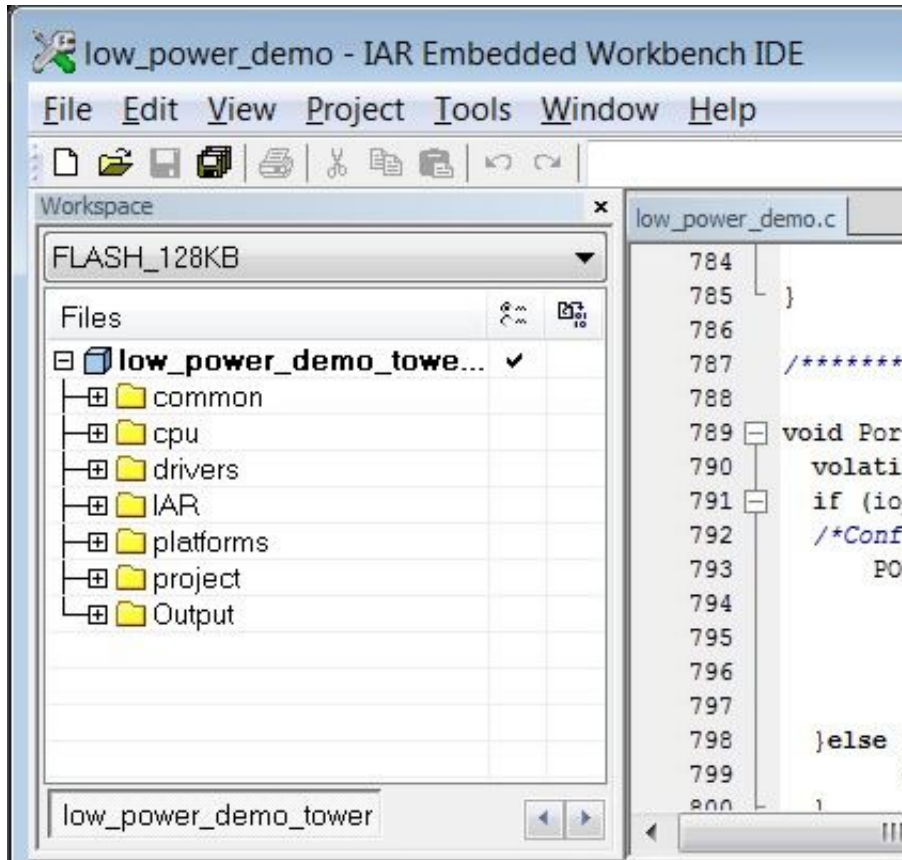 low_power_demo - IAR Embedded Workbench IDE
File Edit View Project Tools Window Help
Workspace
FLASH_128KB
Files
low_power_demo_towe...
common
cpu
drivers
IAR
platforms
project
Output
low_power_demo_tower
low_power_demo.c
784
785 }
786
787 /*******
788
789 void Por
790 volati
791 if (io
792 /*Conf
793 PO
794
795
796
797
798 }else
799
800 }